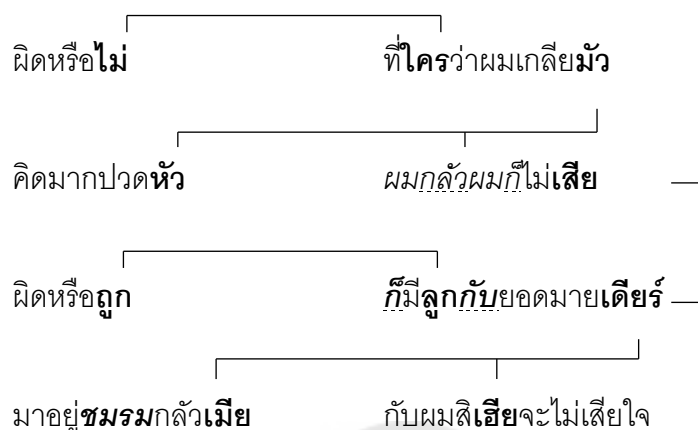 ผิดหรือไม่ ที่ใครว่าผมเกลียมัว
คิดมากปวดหัว ผมกลัวผมก็ไม่เสีย
ผิดหรือถูก ก็มีลูกกับยอดมายเดียร์
มาอยู่ชมรมกลัวเมีย กับผมสิเฮียจะไม่เสียใจ